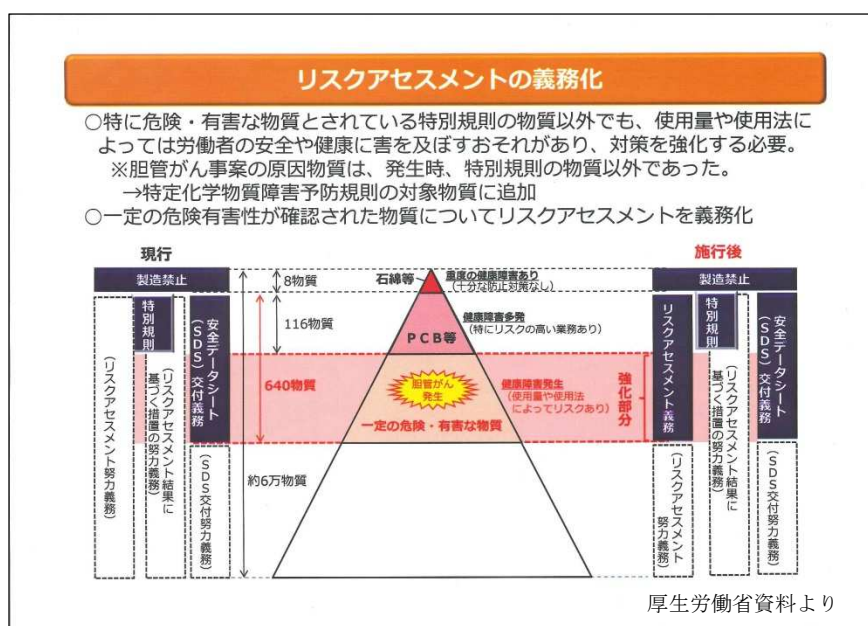 リスクアセスメントの義務化
○特に危険・有害な物質とされている特別規則の物質以外でも、使用量や使用法に
よっては労働者の安全や健康に害を及ぼすおそれがあり、対策を強化する必要。
※胆管がん事案の原因物質は、発生時、特別規則の物質以外であった。
→特定化学物質障害予防規則の対象物質に追加
○一定の危険有害性が確認された物質についてリスクアセスメントを義務化
現行
製造禁止
特別規則
安全データシート
(SDS)交付義務
(リスクアセスメント努力義務)
(リスクアセスメント結果に
基づく措置の努力義務)
(SDS交付努力義務)
8物質
116物質
640物質
約6万物質
石綿等
重度の健康障害あり
(十分な防止対策なし)
PCB等
健康障害多発
(特にリスクの高い業務あり)
胆管がん
発生
健康障害発生
(使用量や使用法
によってリスクあり)
一定の危険・有害な物質
強化部分
施行後
製造禁止
リスクアセスメント義務
特別規則
安全データシート
(SDS)交付義務
(リスクアセスメント
努力義務)
(リスクアセスメント結果に
基づく措置の努力義務)
(SDS交付努力義務)
厚生労働省資料より